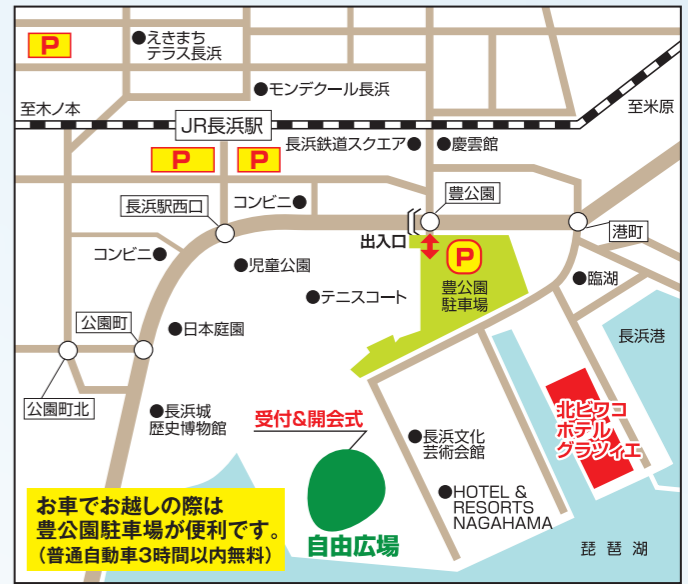 P
●えきまち
テラス長浜
●モンデクール長浜
至木ノ本
至米原
JR長浜駅
長浜鉄道スクエア●
●慶雲館
P
P
長浜駅西口
コンビニ●
豊公園
港町
出入口
コンビニ●
●児童公園
P
豊公園
駐車場
●臨湖
●テニスコート
長浜港
公園町
●日本庭園
公園町北
●長浜城
歴史博物館
受付&開会式
●長浜文化
芸術会館
北ビワコ
ホテル
グラツィエ
●HOTEL &
RESORTS
NAGAHAMA
自由広場
琵琶湖
お車でお越しの際は
豊公園駐車場が便利です。
(普通自動車3時間以内無料)